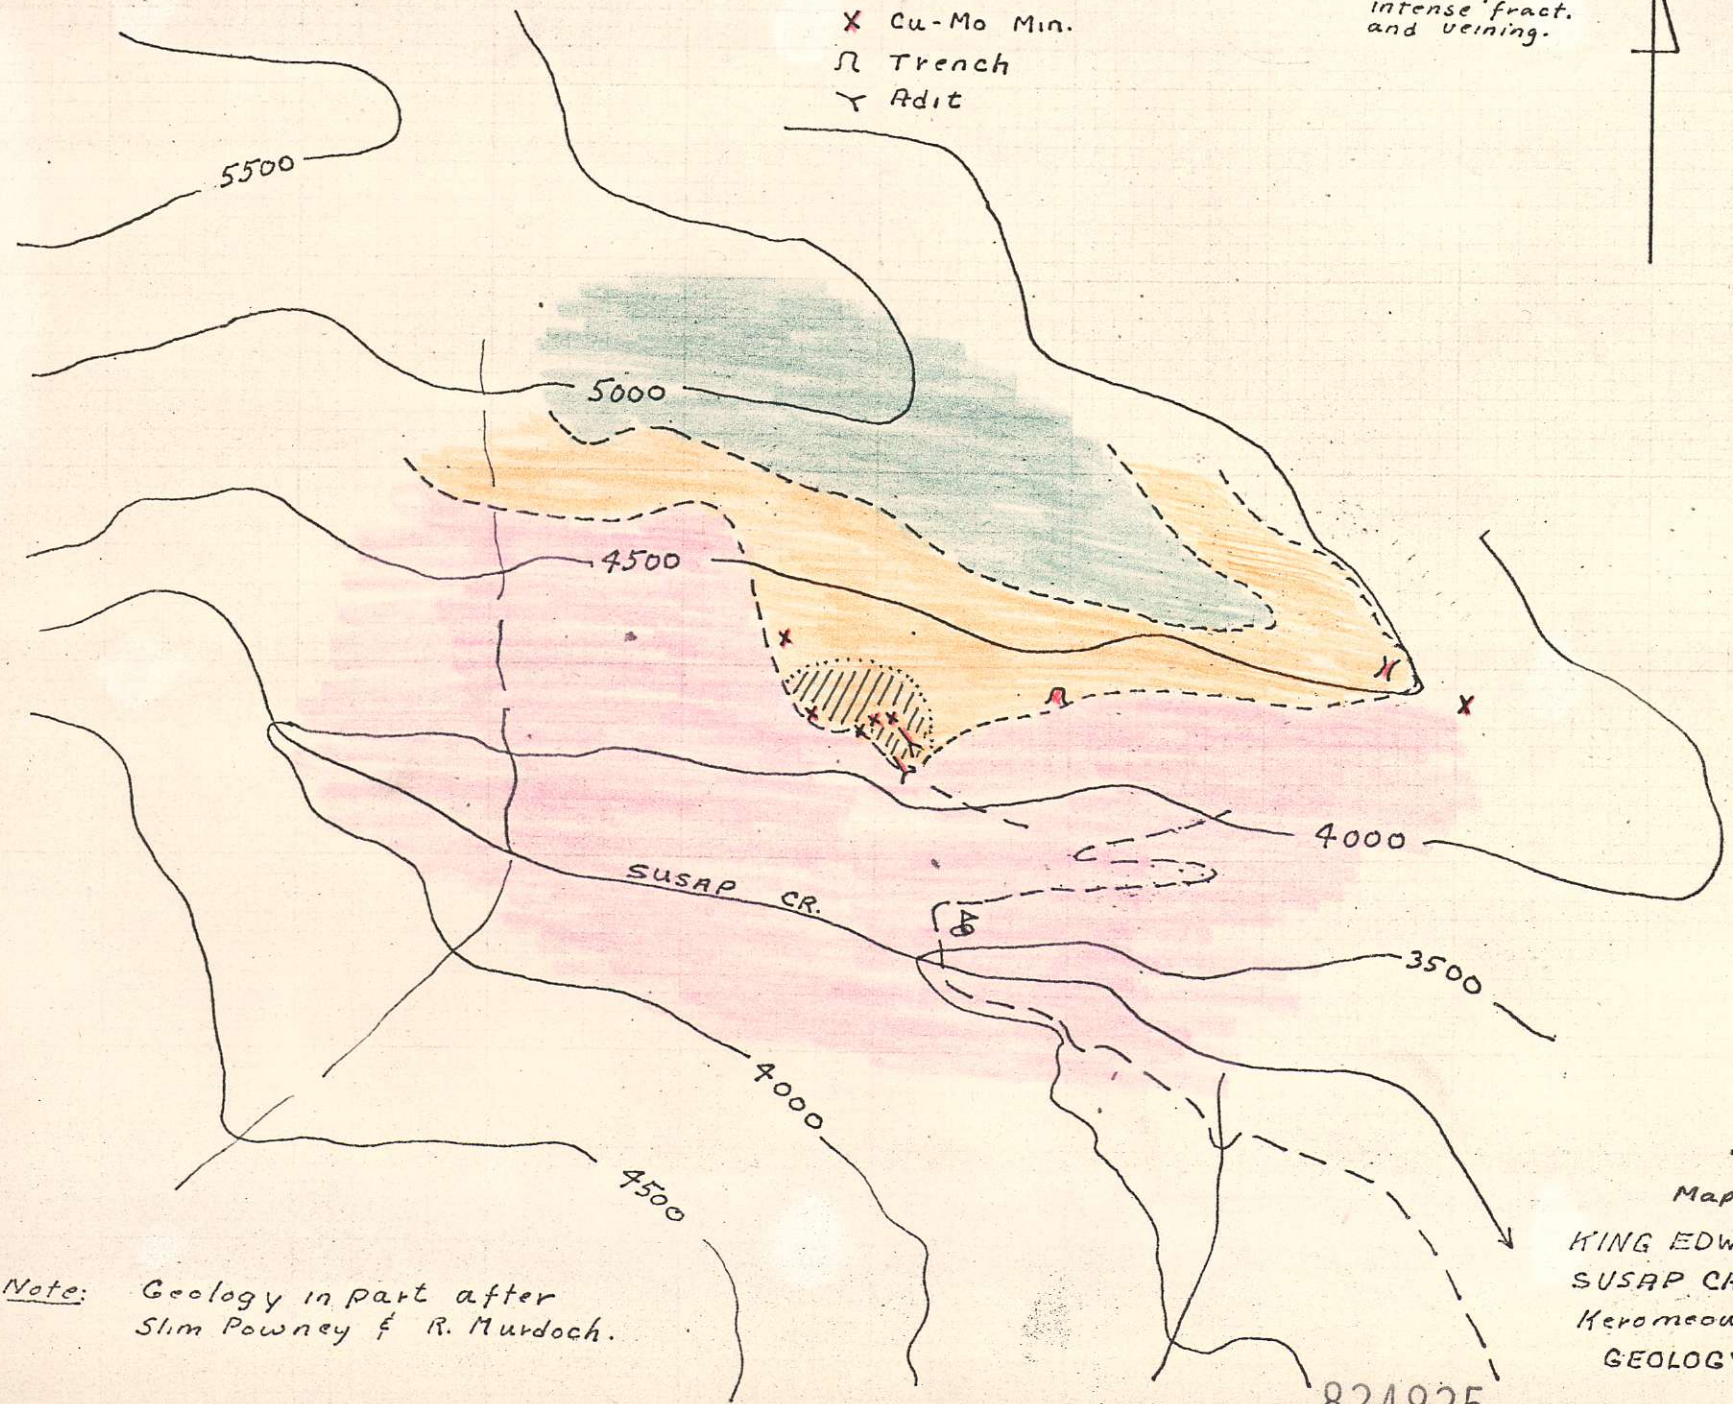 Cu-Mo Min.
Trench
Adit
intense fract.
and veining.
5500
5000
4500
4000
SUSAP CR.
3500
4000
4500
Note: Geology in part after
Slim Powney & R. Murdoch.
Map
KING EDW
SUSAP CR
Keromeou
GEOLOGY
824925